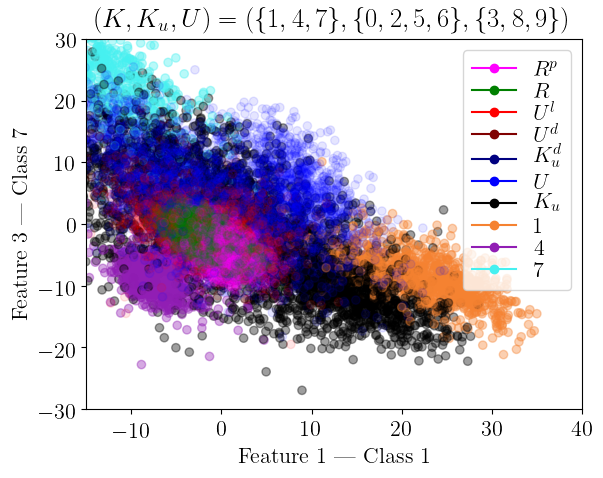 (K, K_u, U) = ({1, 4, 7}, {0, 2, 5, 6}, {3, 8, 9})
30
20
10
0
−10
−20
−30
Feature 3 — Class 7
R^p
R
U^l
U^d
K_u^d
U
K_u
1
4
7
−10
0
10
20
30
40
Feature 1 — Class 1